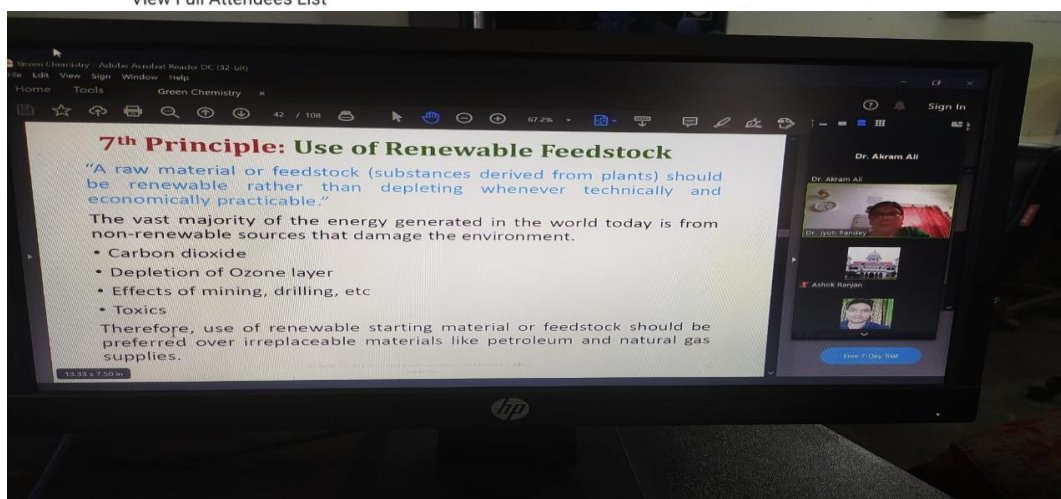 View Full Attendees List
Green Chemistry - Adobe Acrobat Reader DC (32-bit)
File Edit View Sign Window Help
Home Tools Green Chemistry ×
42 / 108 67.2% Sign In
7th Principle: Use of Renewable Feedstock
“A raw material or feedstock (substances derived from plants) should
be renewable rather than depleting whenever technically and
economically practicable.”
The vast majority of the energy generated in the world today is from
non-renewable sources that damage the environment.
• Carbon dioxide
• Depletion of Ozone layer
• Effects of mining, drilling, etc
• Toxics
Therefore, use of renewable starting material or feedstock should be
preferred over irreplaceable materials like petroleum and natural gas
supplies.
13.33 x 7.50 in
Dr. Akram Ali
Dr. Akram Ali
Dr. Jyoti Pandey
Ashok Ranjan
Free 7-Day Trial
hp